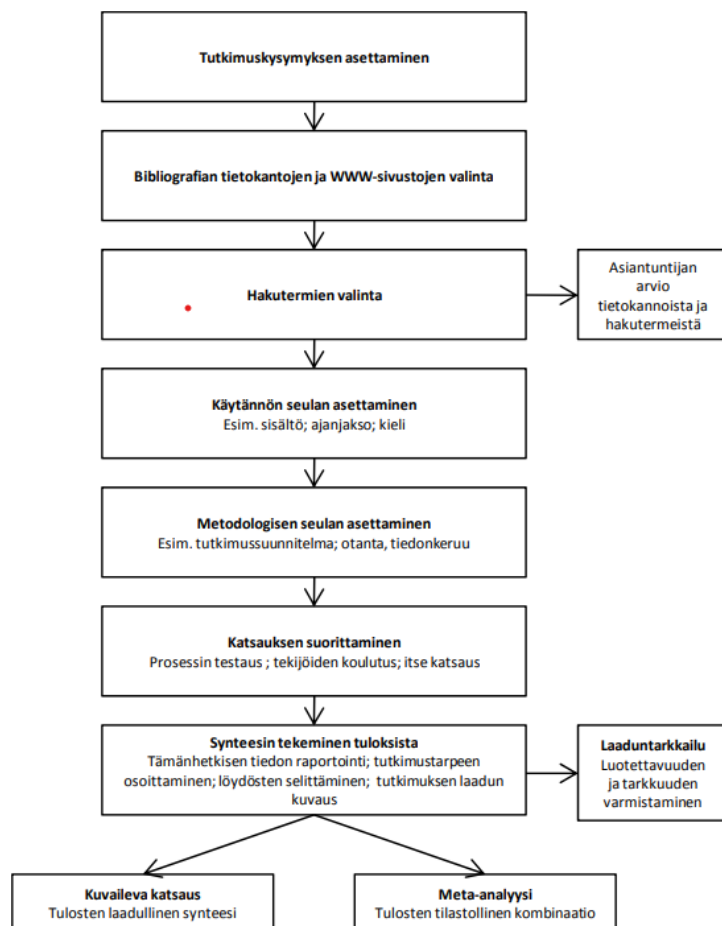 Tutkimuskysymyksen asettaminen
Bibliografian tietokantojen ja WWW-sivustojen valinta
Hakutermien valinta
Asiantuntijan
arvio
tietokannoista ja
hakutermeistä
Käytännön seulan asettaminen
Esim. sisältö; ajanjakso; kieli
Metodologisen seulan asettaminen
Esim. tutkimussuunnitelma; otanta, tiedonkeruu
Katsauksen suorittaminen
Prosessin testaus ; tekijöiden koulutus; itse katsaus
Synteesin tekeminen tuloksista
Tämänhetkisen tiedon raportointi; tutkimustarpeen
osoittaminen; löydösten selittäminen; tutkimuksen laadun
kuvaus
Laaduntarkkailu
Luotettavuuden
ja tarkkuuden
varmistaminen
Kuvaileva katsaus
Tulosten laadullinen synteesi
Meta-analyysi
Tulosten tilastollinen kombinaatio